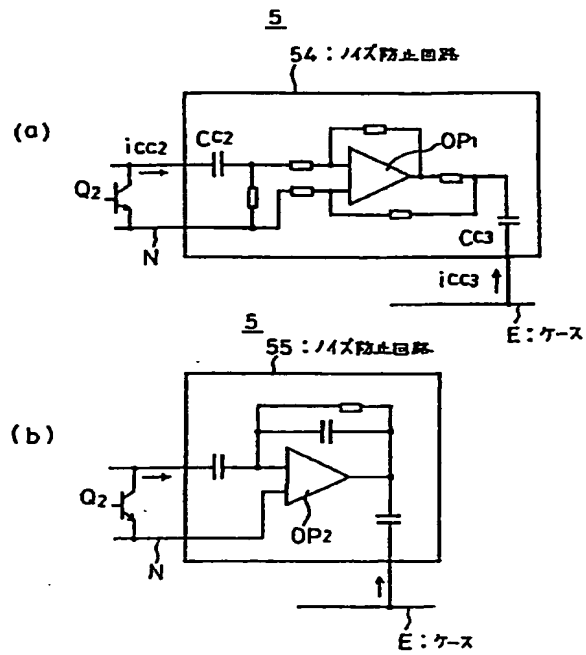 5
54：ノイズ防止回路
(a)
icc2
Cc2
OP1
Q2
N
Cc3
icc3
E：ケース
5
55：ノイズ防止回路
(b)
Q2
OP2
N
E：ケース